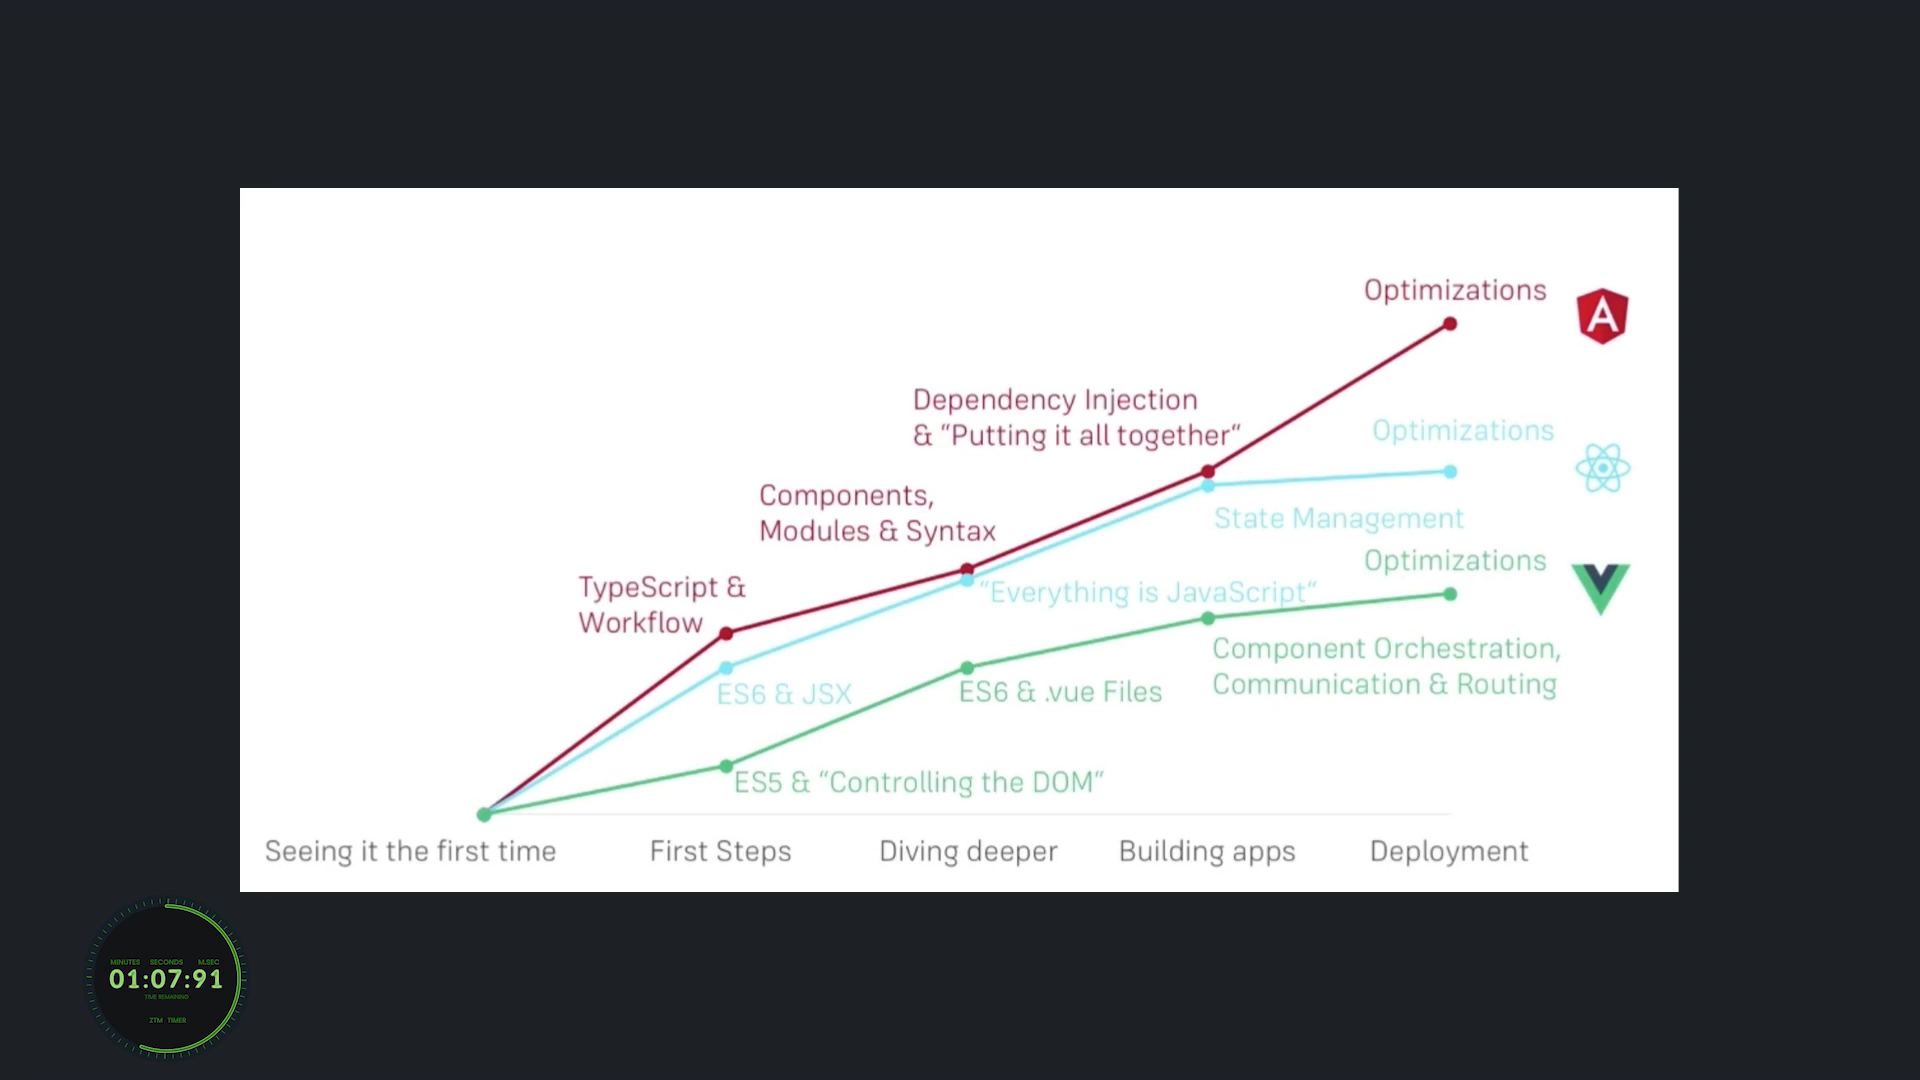 Optimizations
A
Dependency Injection
& “Putting it all together“
Optimizations
Components,
Modules & Syntax
State Management
Optimizations
TypeScript &
Workflow
“Everything is JavaScript“
Component Orchestration,
Communication & Routing
ES6 & JSX
ES6 & .vue Files
ES5 & “Controlling the DOM”
Seeing it the first time
First Steps
Diving deeper
Building apps
Deployment
MINUTES SECONDS M.SEC
01:07:91
TIME REMAINING
ZTM TIMER